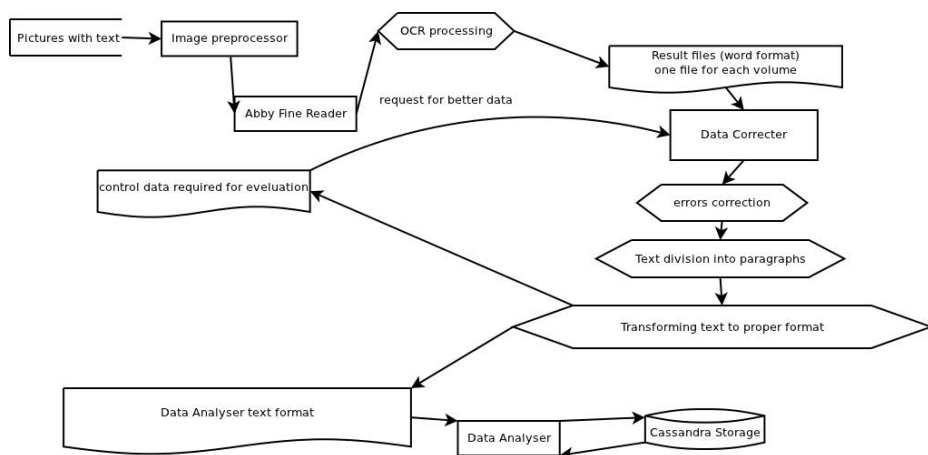 Pictures with text
Image preprocessor
OCR processing
Result files (word format)
one file for each volume
Abby Fine Reader
request for better data
Data Correcter
control data required for eveluation
errors correction
Text division into paragraphs
Transforming text to proper format
Data Analyser text format
Data Analyser
Cassandra Storage